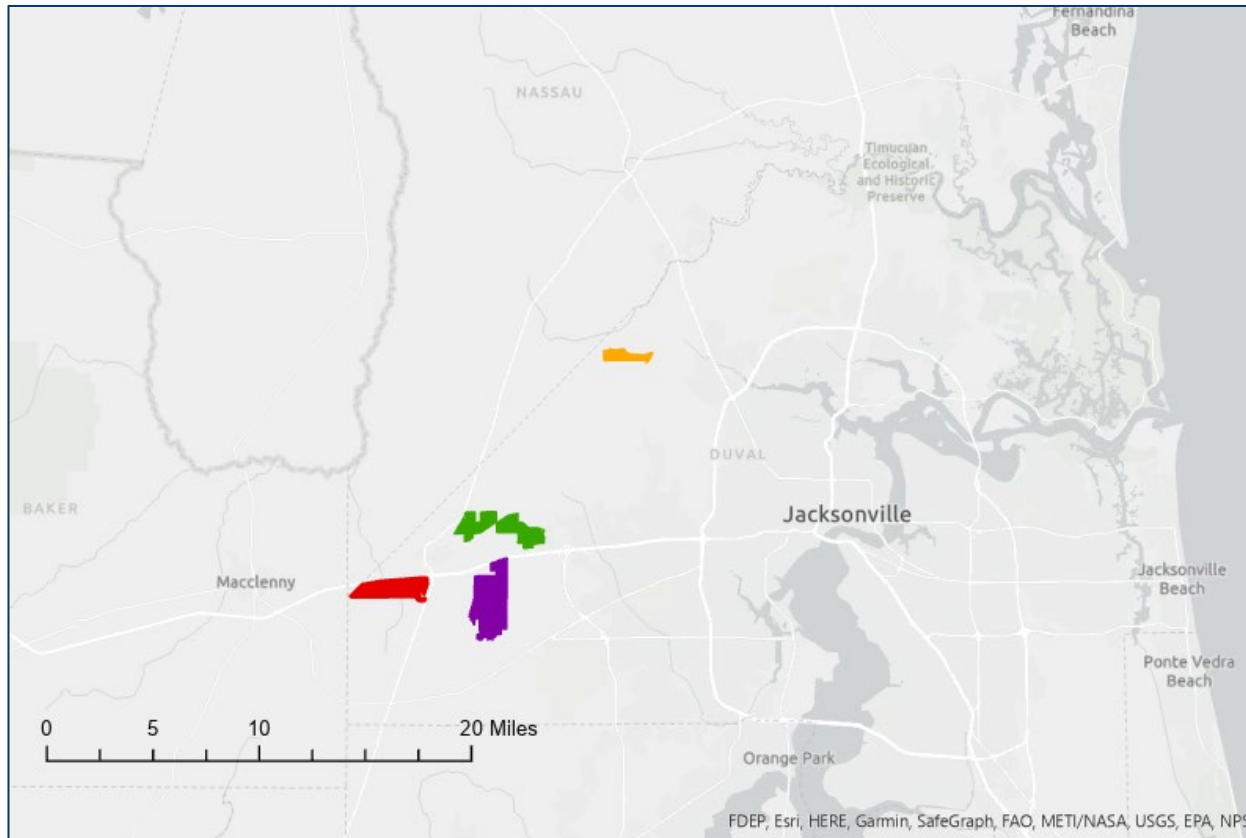 Fernandina
Beach
NASSAU
Timucuan
Ecological
and Historic
Preserve
DUVAL
BAKER
Jacksonville
Macclenny
Jacksonville
Beach
Ponte Vedra
Beach
0 5 10 20 Miles
Orange Park
FDEP, Esri, HERE, Garmin, SafeGraph, FAO, METI/NASA, USGS, EPA, NPS